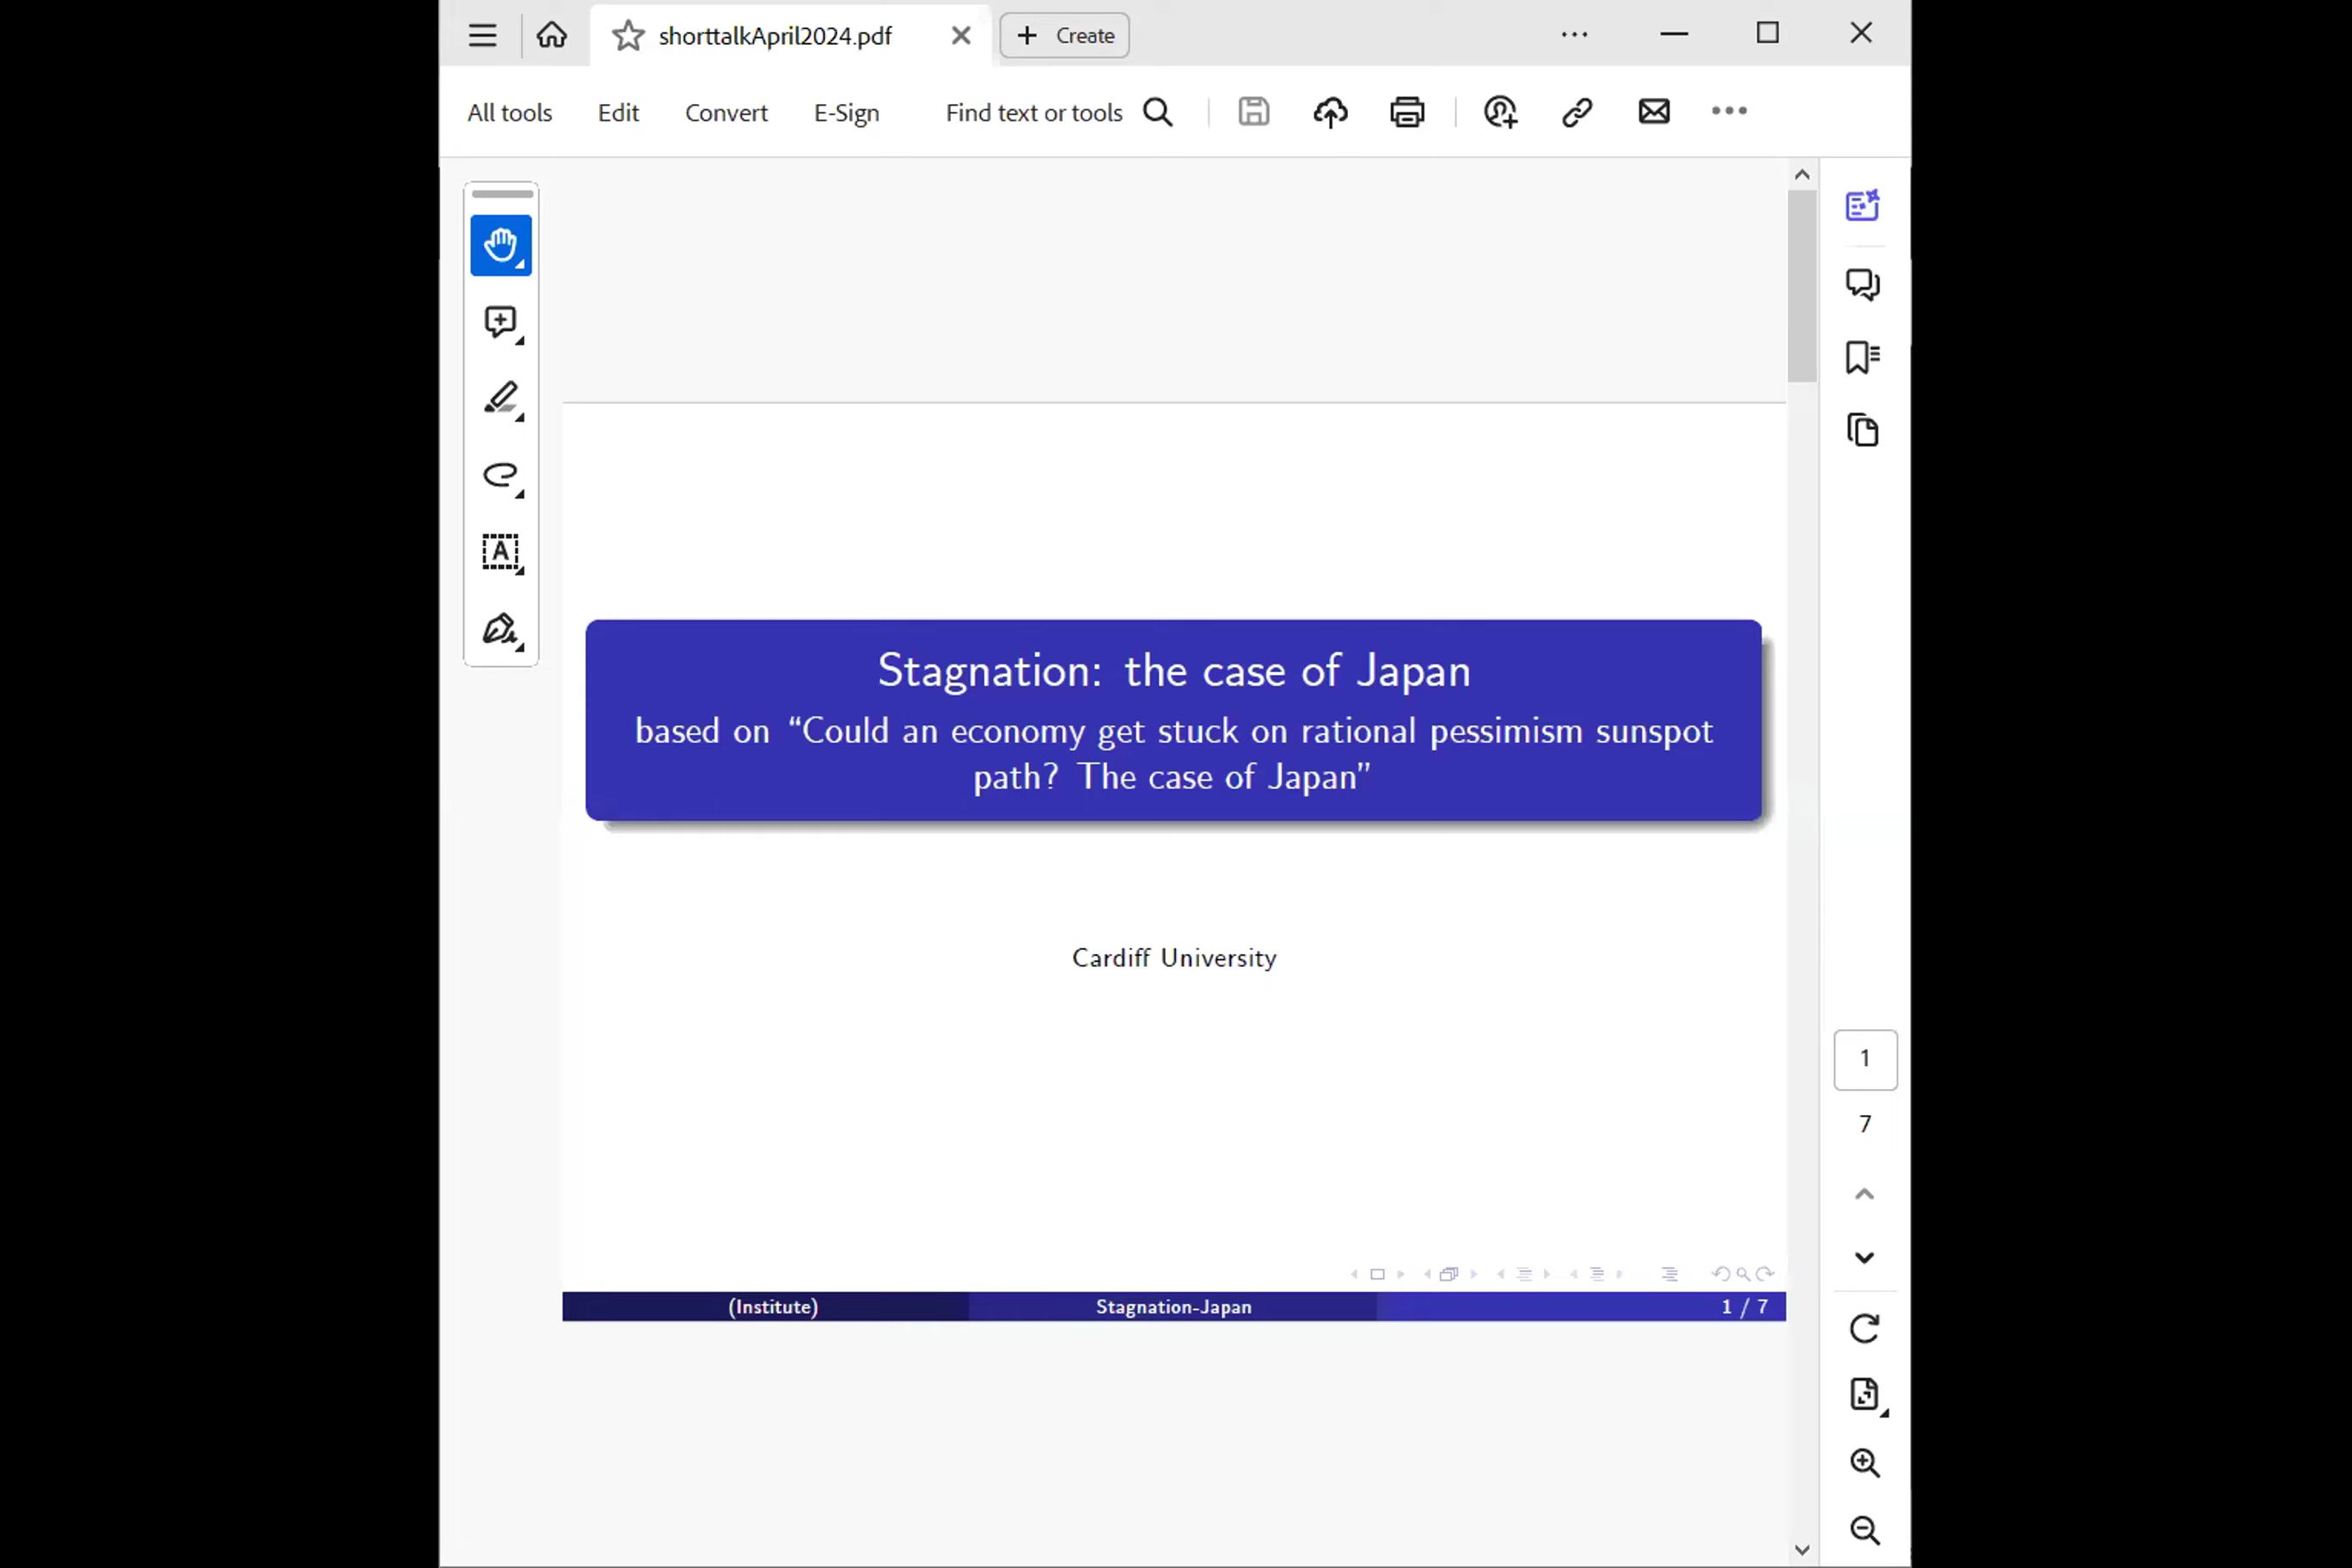 shorttalkApril2024.pdf
Create
All tools Edit Convert E-Sign Find text or tools
A
Stagnation: the case of Japan
based on “Could an economy get stuck on rational pessimism sunspot
path? The case of Japan”
Cardiff University
1
7
(Institute) Stagnation-Japan 1 / 7